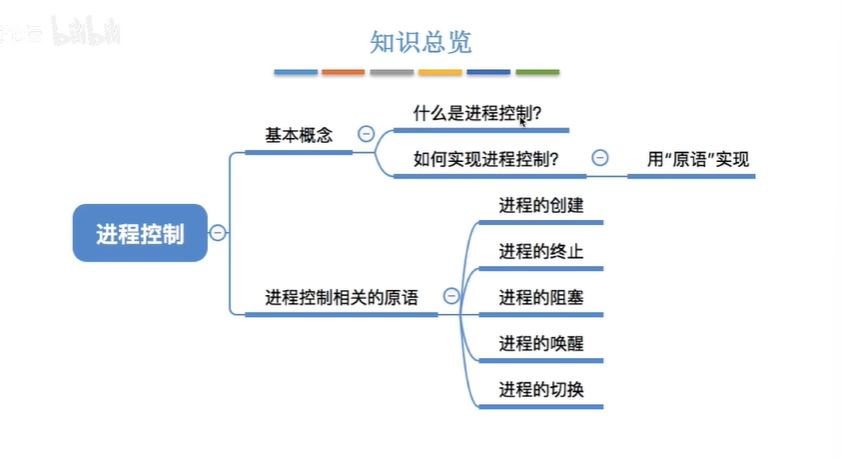 bilibili
知识总览
什么是进程控制?
基本概念
如何实现进程控制?
用“原语”实现
进程控制
进程控制相关的原语
进程的创建
进程的终止
进程的阻塞
进程的唤醒
进程的切换